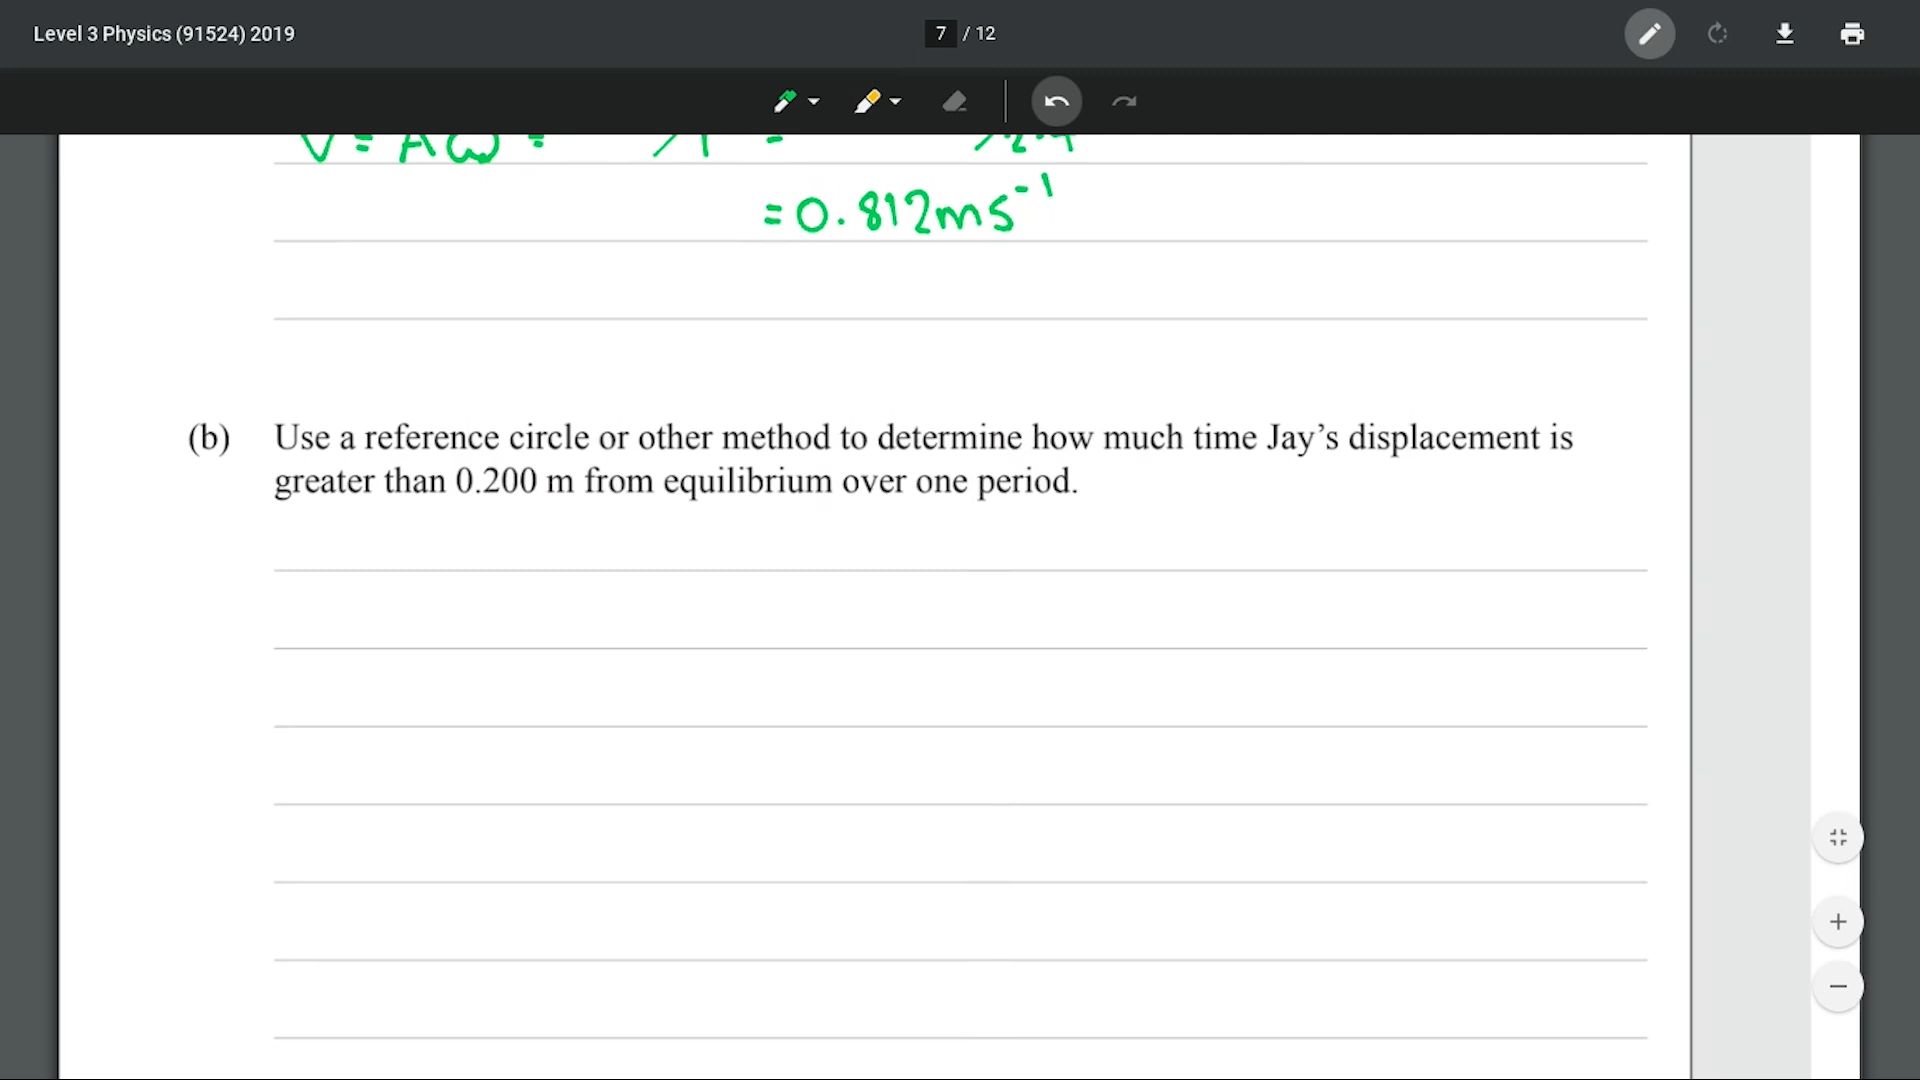 Level 3 Physics (91524) 2019
7 / 12
= 0.812ms⁻¹
(b) Use a reference circle or other method to determine how much time Jay’s displacement is
greater than 0.200 m from equilibrium over one period.